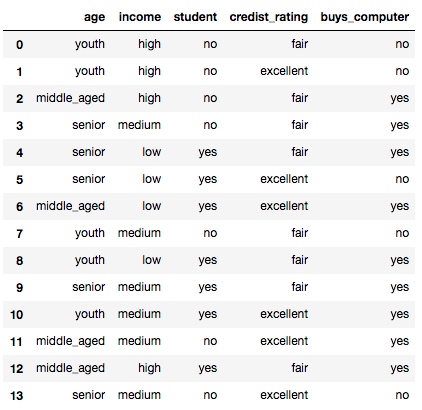 age income student credist_rating buys_computer
0 youth high no fair no
1 youth high no excellent no
2 middle_aged high no fair yes
3 senior medium no fair yes
4 senior low yes fair yes
5 senior low yes excellent no
6 middle_aged low yes excellent yes
7 youth medium no fair no
8 youth low yes fair yes
9 senior medium yes fair yes
10 youth medium yes excellent yes
11 middle_aged medium no excellent yes
12 middle_aged high yes fair yes
13 senior medium no excellent no